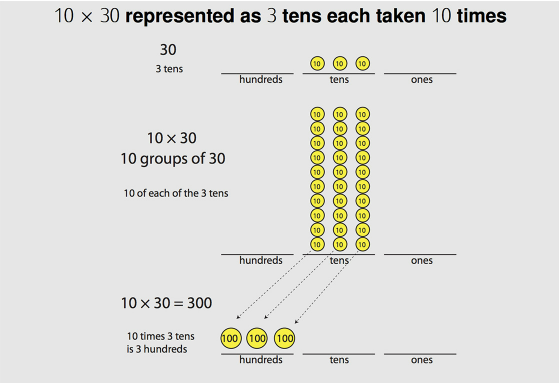 10 × 30 represented as 3 tens each taken 10 times
30
3 tens
10 10 10
hundreds tens ones
10 10 10
10 10 10
10 × 30
10 10 10
10 groups of 30
10 10 10
10 10 10
10 of each of the 3 tens
10 10 10
10 10 10
10 10 10
10 10 10
10 10 10
hundreds tens ones
10 × 30 = 300
10 times 3 tens
is 3 hundreds
100 100 100
hundreds tens ones